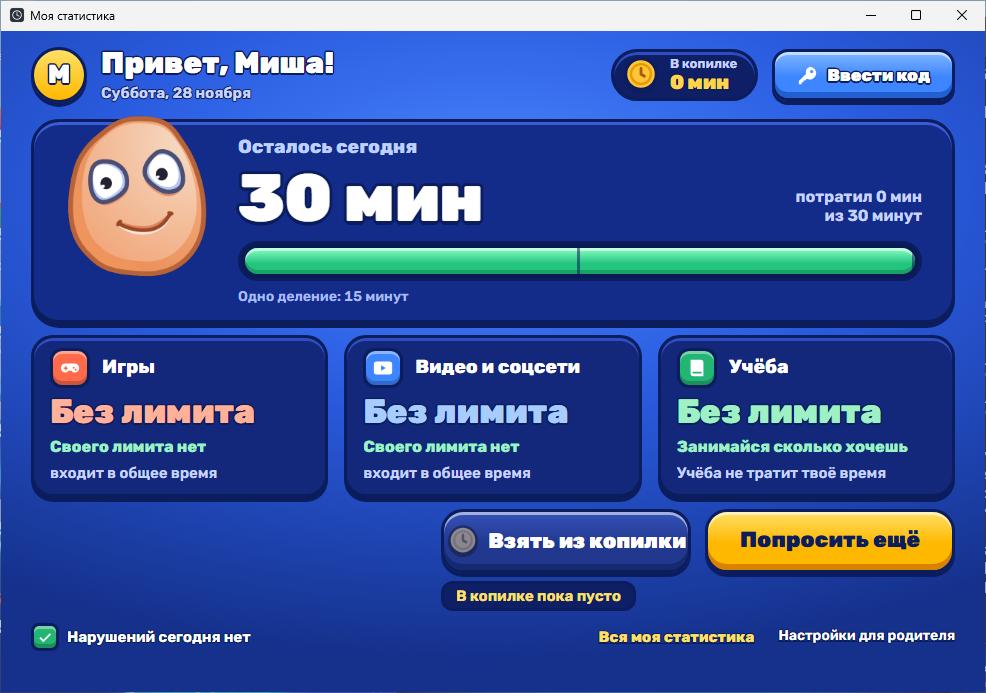 Моя статистика
М
Привет, Миша!
Суббота, 28 ноября
В копилке
0 мин
Ввести код
Осталось сегодня
30 мин
потратил 0 мин
из 30 минут
Одно деление: 15 минут
Игры
Без лимита
Своего лимита нет
входит в общее время
Видео и соцсети
Без лимита
Своего лимита нет
входит в общее время
Учёба
Без лимита
Занимайся сколько хочешь
Учёба не тратит твоё время
Взять из копилки
Попросить ещё
В копилке пока пусто
Нарушений сегодня нет
Вся моя статистика
Настройки для родителя